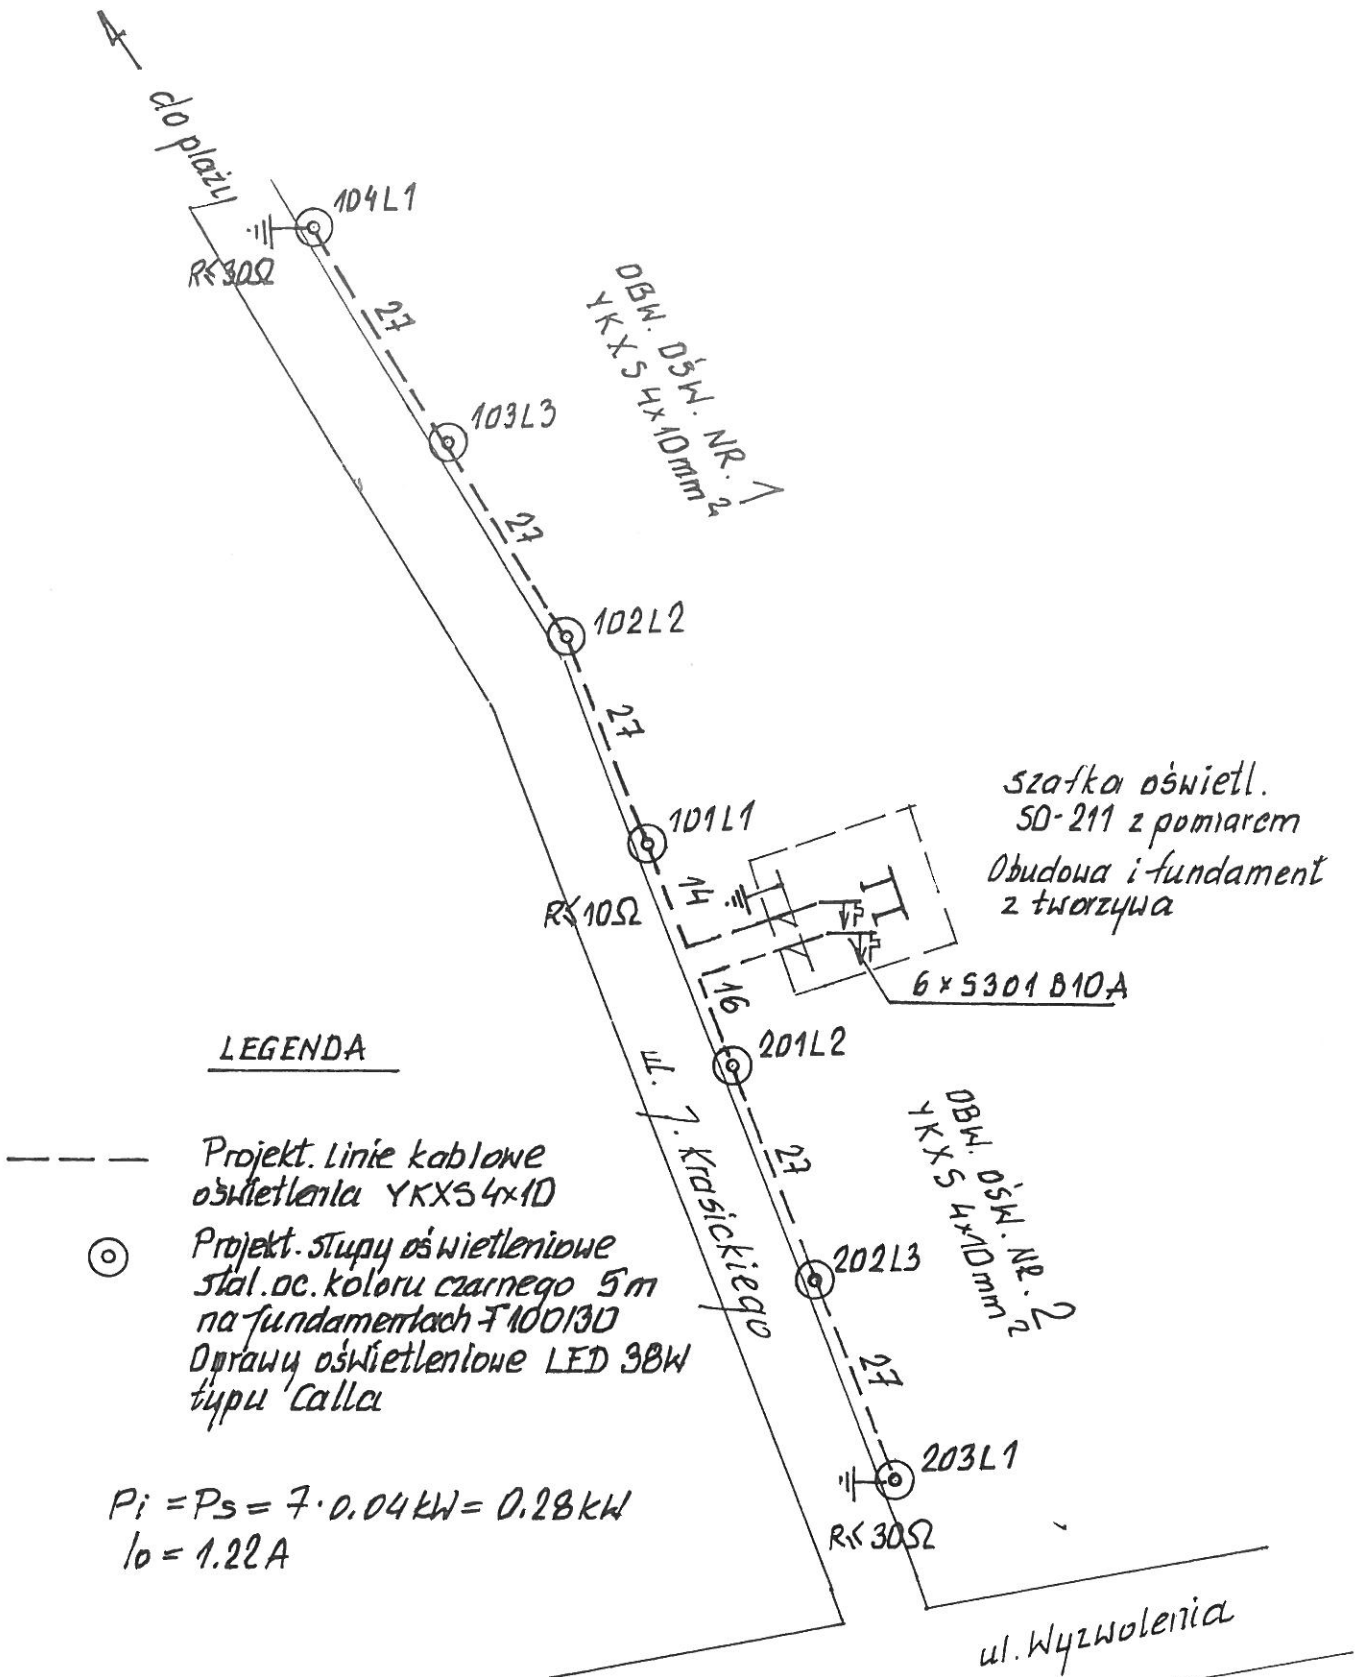 do plaży
104L1
R≤30Ω
27
OBW. OŚW. NR. 1
YKXS 4x10mm²
103L3
27
102L2
27
szafka oświetl.
SO-211 z pomiarem
Obudowa i fundament
z tworzywa
101L1
14
R≤10Ω
6 x S301 B10A
16
201L2
LEGENDA
ul. I. Krasickiego
OBW. OŚW. NR. 2
YKXS 4x10mm²
Projekt. linie kablowe
oświetlenia YKXS 4x10
27
Projekt. słupy oświetleniowe
stal. oc. koloru czarnego 5m
na fundamentach F100/30
Oprawy oświetleniowe LED 38W
typu Calla
202L3
27
203L1
Pi = Ps = 7·0.04kW = 0.28kW
Io = 1.22A
R≤30Ω
ul. Wyzwolenia